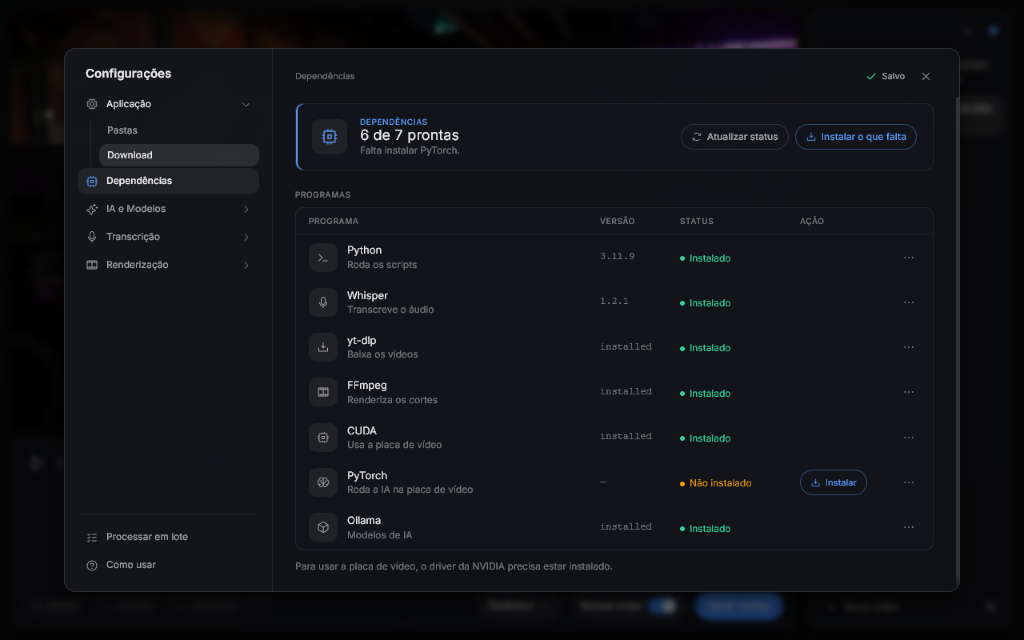 Configurações
Aplicação
Pastas
Download
Dependências
IA e Modelos
Transcrição
Renderização
Processar em lote
Como usar
Dependências
Salvo
DEPENDÊNCIAS
6 de 7 prontas
Falta instalar PyTorch.
Atualizar status
Instalar o que falta
PROGRAMAS
PROGRAMA VERSÃO STATUS AÇÃO
Python
Roda os scripts
3.11.9
Instalado
Whisper
Transcreve o áudio
1.2.1
Instalado
yt-dlp
Baixa os vídeos
installed
Instalado
FFmpeg
Renderiza os cortes
installed
Instalado
CUDA
Usa a placa de vídeo
installed
Instalado
PyTorch
Roda a IA na placa de vídeo
—
Não instalado
Instalar
Ollama
Modelos de IA
installed
Instalado
Para usar a placa de vídeo, o driver da NVIDIA precisa estar instalado.